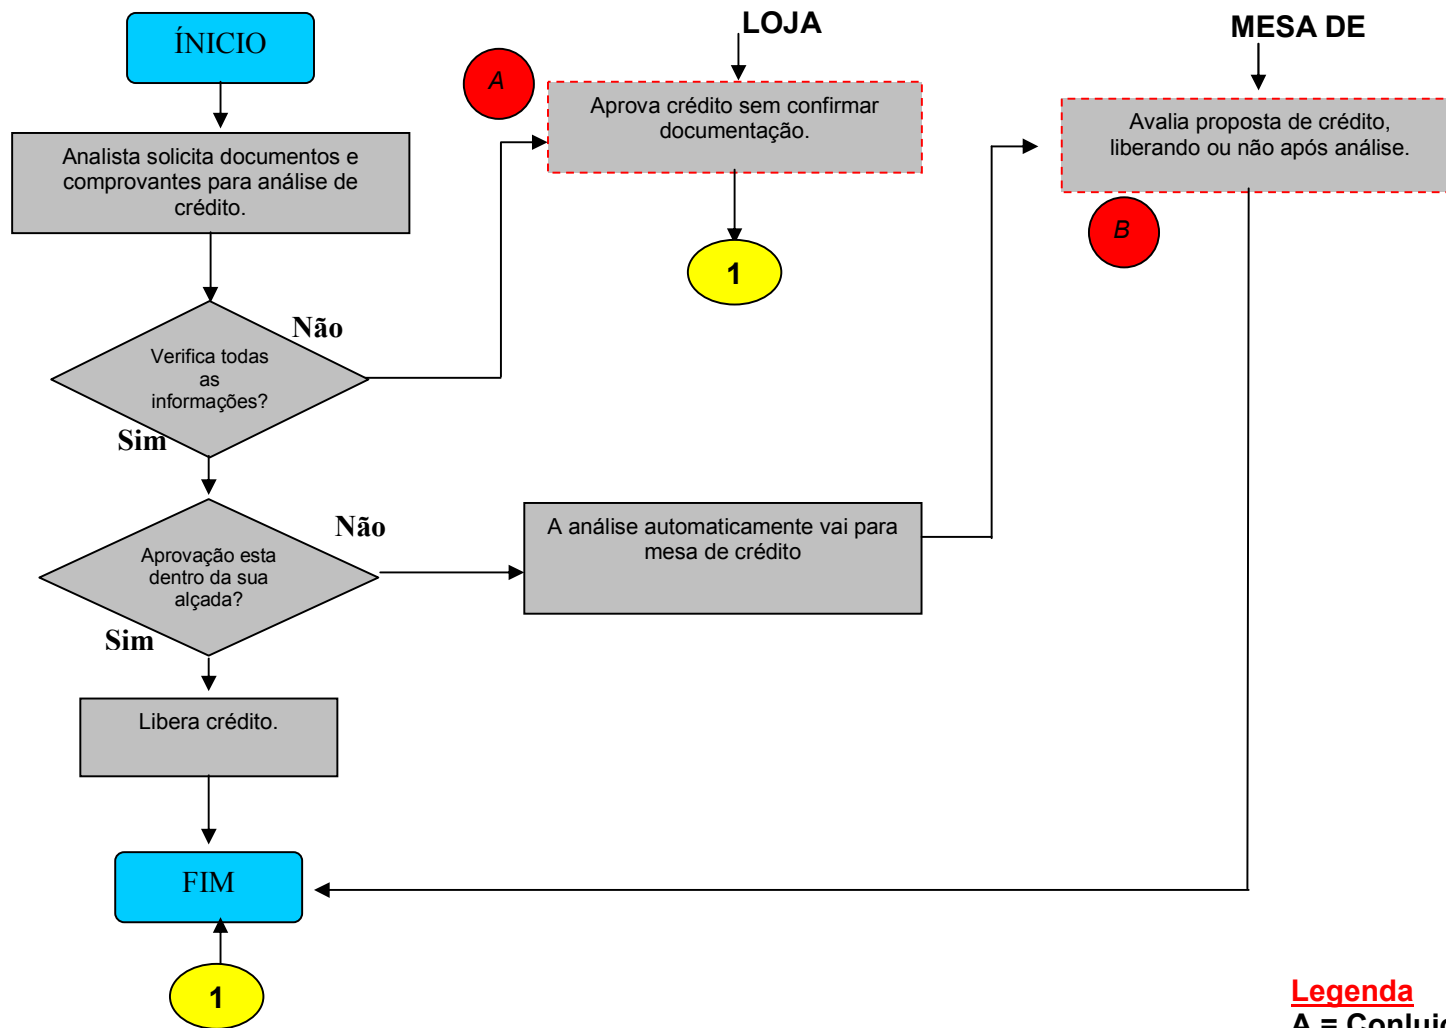 ÍNICIO
LOJA
MESA DE
A
Aprova crédito sem confirmar
documentação.
Avalia proposta de crédito,
liberando ou não após análise.
Analista solicita documentos e
comprovantes para análise de
crédito.
B
1
Não
Verifica todas
as
informações?
Sim
Não
A análise automaticamente vai para
mesa de crédito
Aprovação esta
dentro da sua
alçada?
Sim
Libera crédito.
FIM
1
Legenda
A =